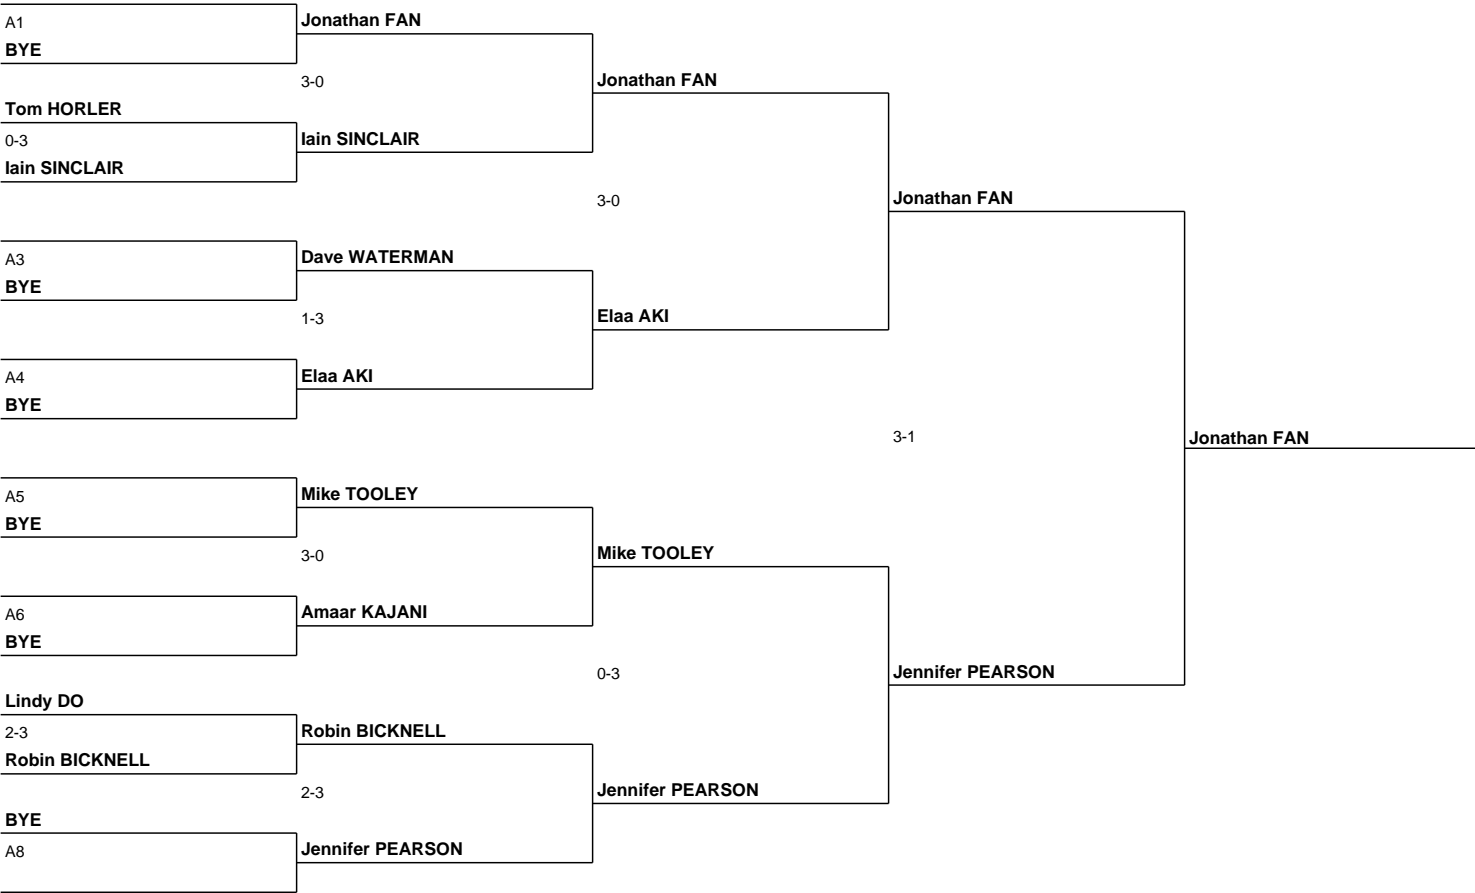 A1
BYE
Jonathan FAN
3-0
Tom HORLER
0-3
Iain SINCLAIR
Iain SINCLAIR
Jonathan FAN
3-0
A3
BYE
Dave WATERMAN
1-3
A4
BYE
Elaa AKI
Elaa AKI
Jonathan FAN
3-1
A5
BYE
Mike TOOLEY
3-0
A6
BYE
Amaar KAJANI
Mike TOOLEY
0-3
Lindy DO
2-3
Robin BICKNELL
Robin BICKNELL
2-3
BYE
A8
Jennifer PEARSON
Jennifer PEARSON
Jennifer PEARSON
Jonathan FAN